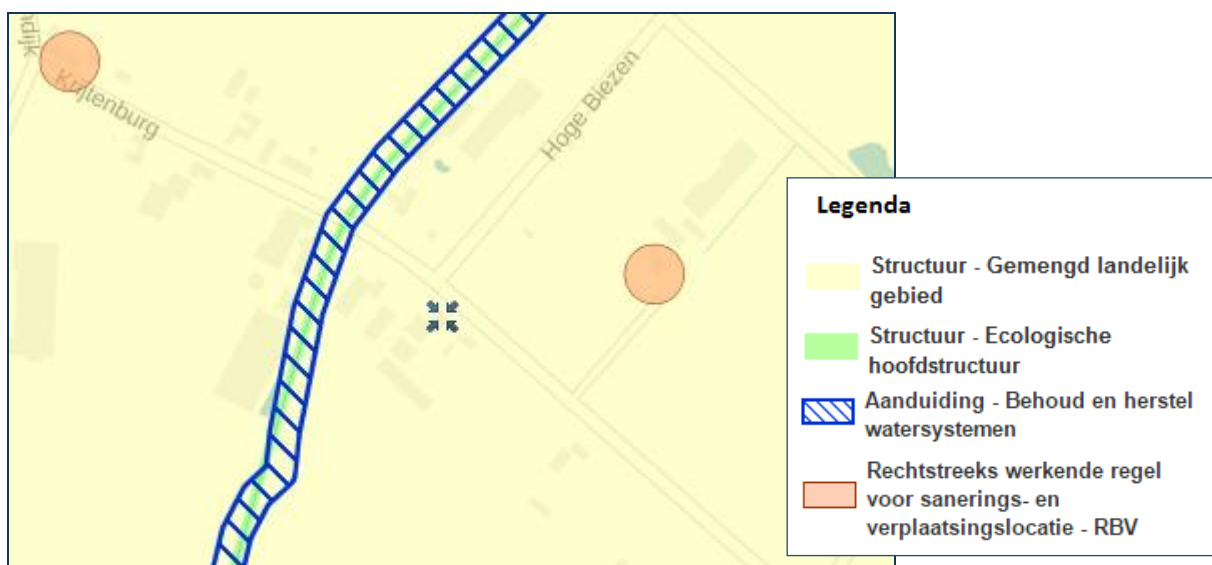 Krijtenburg
Hoge Biezen
Legenda
Structuur - Gemengd landelijk
gebied
Structuur - Ecologische
hoofdstructuur
Aanduiding - Behoud en herstel
watersystemen
Rechtstreeks werkende regel
voor sanerings- en
verplaatsingslocatie - RBV